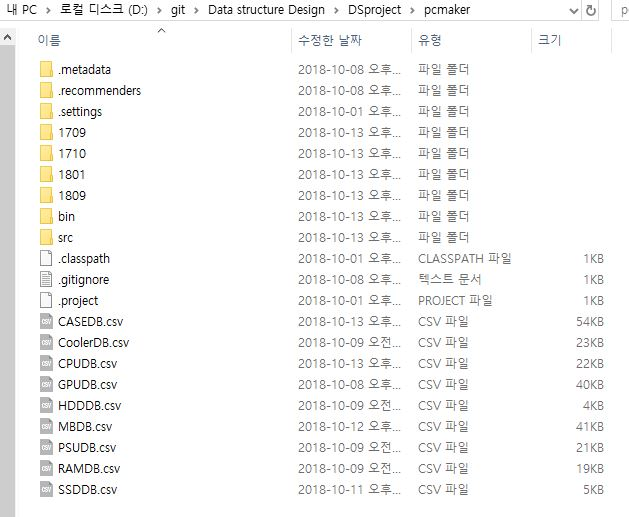 내 PC > 로컬 디스크 (D:) > git > Data structure Design > DSproject > pcmaker
이름 수정한 날짜 유형 크기
.metadata 2018-10-08 오후... 파일 폴더
.recommenders 2018-10-08 오후... 파일 폴더
.settings 2018-10-01 오후... 파일 폴더
1709 2018-10-13 오후... 파일 폴더
1710 2018-10-13 오후... 파일 폴더
1801 2018-10-13 오후... 파일 폴더
1809 2018-10-13 오후... 파일 폴더
bin 2018-10-13 오후... 파일 폴더
src 2018-10-13 오후... 파일 폴더
.classpath 2018-10-01 오후... CLASSPATH 파일 1KB
.gitignore 2018-10-01 오후... 텍스트 문서 1KB
.project 2018-10-01 오후... PROJECT 파일 1KB
CASEDB.csv 2018-10-13 오후... CSV 파일 54KB
CoolerDB.csv 2018-10-09 오전... CSV 파일 23KB
CPUDB.csv 2018-10-13 오후... CSV 파일 22KB
GPUDB.csv 2018-10-08 오후... CSV 파일 40KB
HDDDB.csv 2018-10-09 오전... CSV 파일 4KB
MBDB.csv 2018-10-12 오후... CSV 파일 41KB
PSUDB.csv 2018-10-09 오전... CSV 파일 21KB
RAMDB.csv 2018-10-09 오전... CSV 파일 19KB
SSDDB.csv 2018-10-11 오후... CSV 파일 5KB